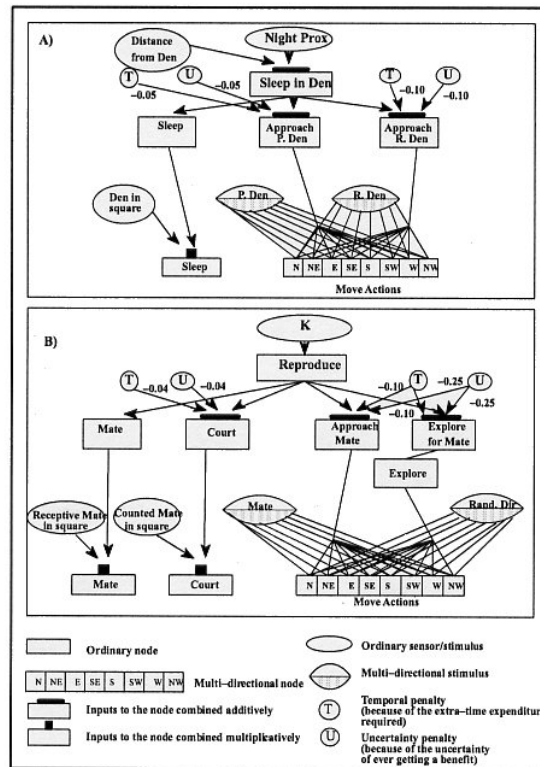 A)
Night Prox
Distance
from Den
T
U
−0.05
−0.05
Sleep in Den
T
U
−0.10
−0.10
Sleep
Approach
P. Den
Approach
R. Den
Den in
square
P. Den
R. Den
Sleep
N NE E SE S SW W NW
Move Actions
B)
K
Reproduce
T
U
−0.04
−0.04
T
U
−0.10
−0.25
−0.10
−0.25
Mate
Court
Approach
Mate
Explore
for Mate
Explore
Receptive Mate
in square
Counted Mate
in square
Mate
Rand. Dir
Mate
Court
N NE E SE S SW W NW
Move Actions
Ordinary node
Ordinary sensor/stimulus
N NE E SE S SW W NW
Multi−directional node
Multi−directional stimulus
Inputs to the node combined additively
T
Temporal penalty
(because of the extra−time expenditur
required)
Inputs to the node combined multiplicatively
U
Uncertainty penalty
(because of the uncertainty
of ever getting a benefit)